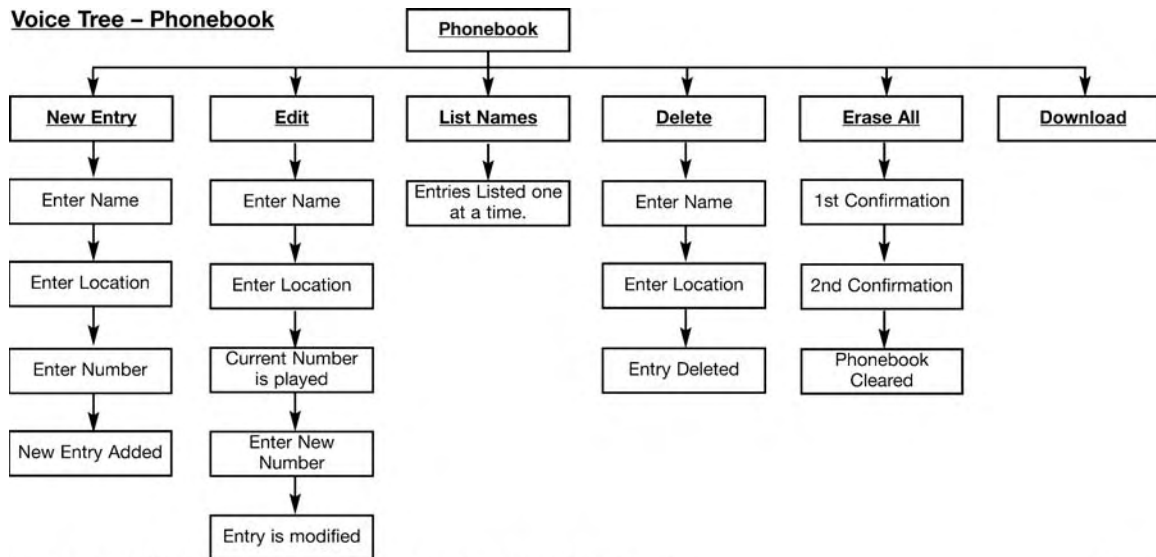 Voice Tree – Phonebook
Phonebook
New Entry
Edit
List Names
Delete
Erase All
Download
Enter Name
Enter Name
Entries Listed one
at a time.
Enter Name
1st Confirmation
Enter Location
Enter Location
Enter Location
2nd Confirmation
Enter Number
Current Number
is played
Entry Deleted
Phonebook
Cleared
New Entry Added
Enter New
Number
Entry is modified